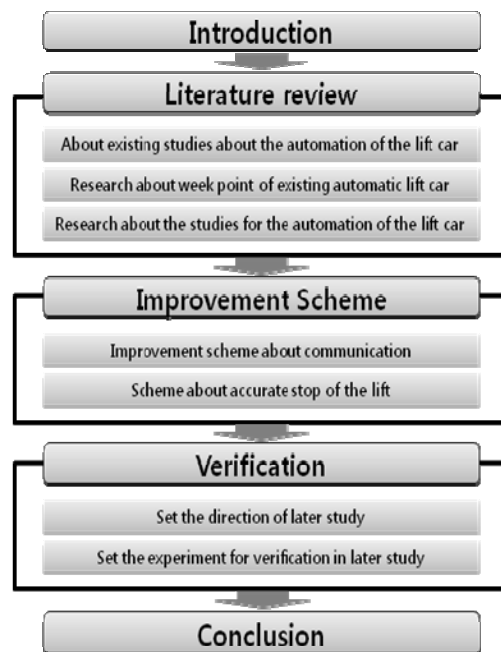 Introduction
Literature review
About existing studies about the automation of the lift car
Research about week point of existing automatic lift car
Research about the studies for the automation of the lift car
Improvement Scheme
Improvement scheme about communication
Scheme about accurate stop of the lift
Verification
Set the direction of later study
Set the experiment for verification in later study
Conclusion